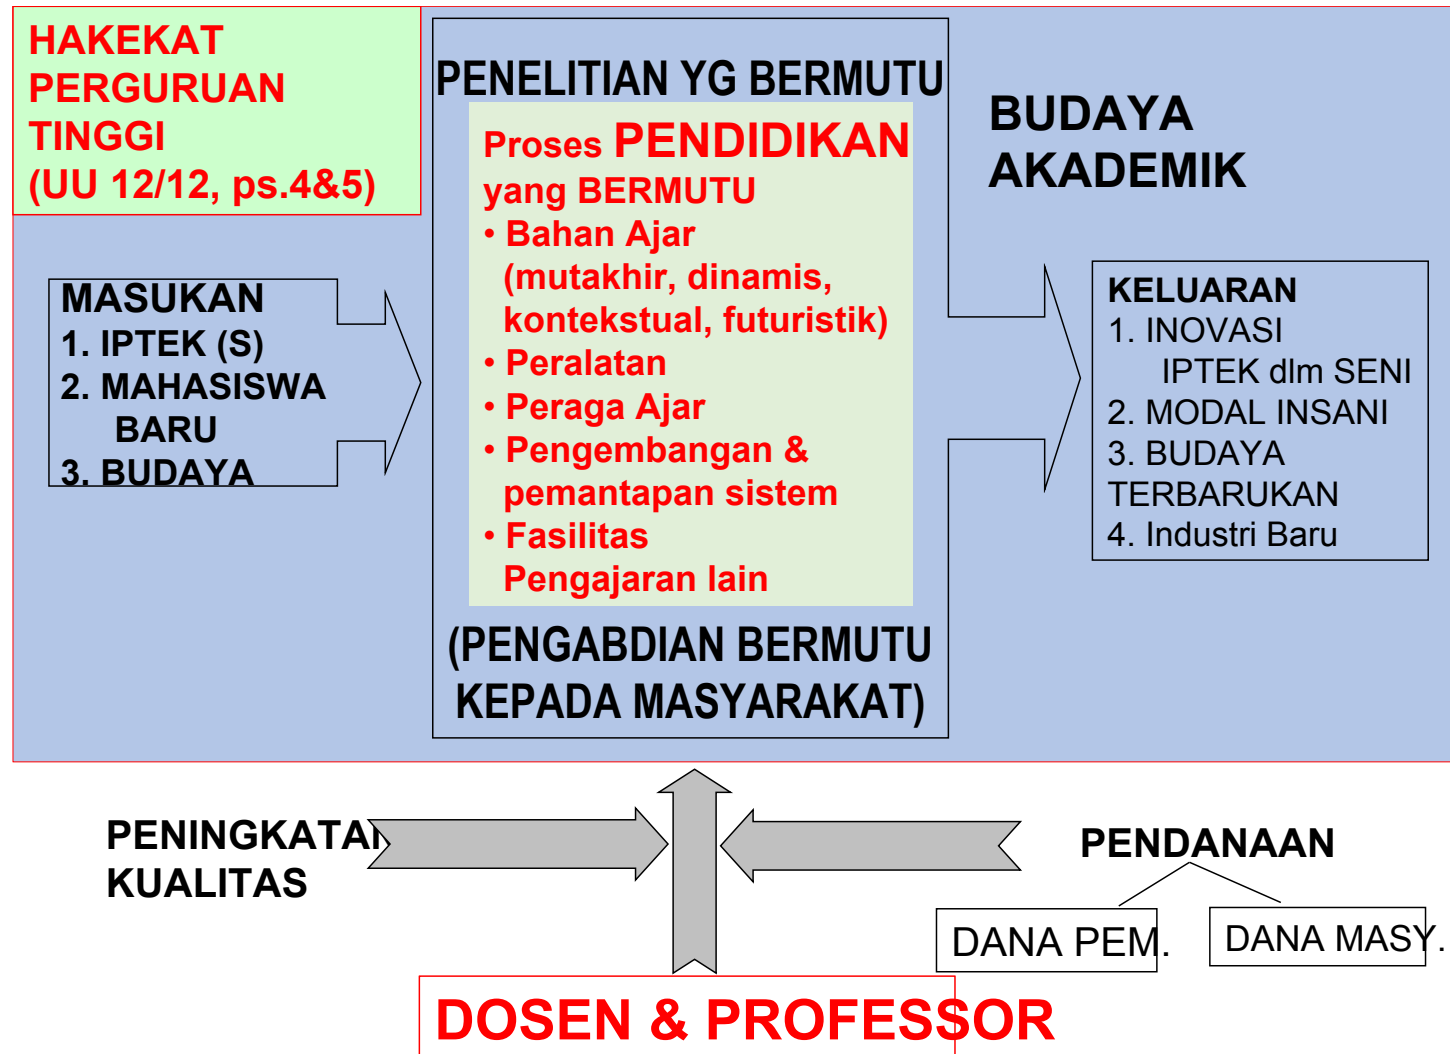 HAKEKAT
PERGURUAN
TINGGI
(UU 12/12, ps.4&5)
PENELITIAN YG BERMUTU
Proses PENDIDIKAN
yang BERMUTU
• Bahan Ajar
(mutakhir, dinamis,
kontekstual, futuristik)
• Peralatan
• Peraga Ajar
• Pengembangan &
pemantapan sistem
• Fasilitas
Pengajaran lain
(PENGABDIAN BERMUTU
KEPADA MASYARAKAT)
BUDAYA
AKADEMIK
MASUKAN
1. IPTEK (S)
2. MAHASISWA
BARU
3. BUDAYA
KELUARAN
1. INOVASI
IPTEK dlm SENI
2. MODAL INSANI
3. BUDAYA
TERBARUKAN
4. Industri Baru
PENINGKATAN
KUALITAS
PENDANAAN
DANA PEM.
DANA MASY.
DOSEN & PROFESSOR